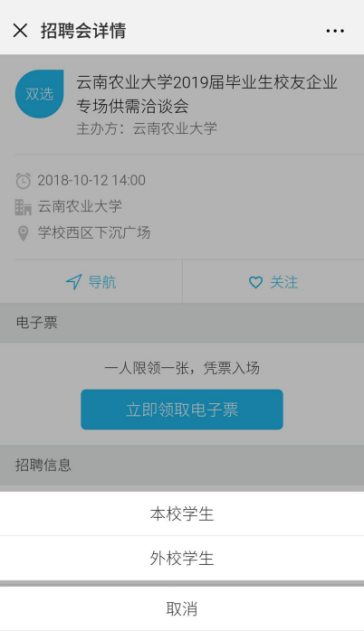 招聘会详情
双选
云南农业大学2019届毕业生校友企业
专场供需洽谈会
主办方：云南农业大学
2018-10-12 14:00
云南农业大学
学校西区下沉广场
导航
关注
电子票
一人限领一张，凭票入场
立即领取电子票
招聘信息
本校学生
外校学生
取消